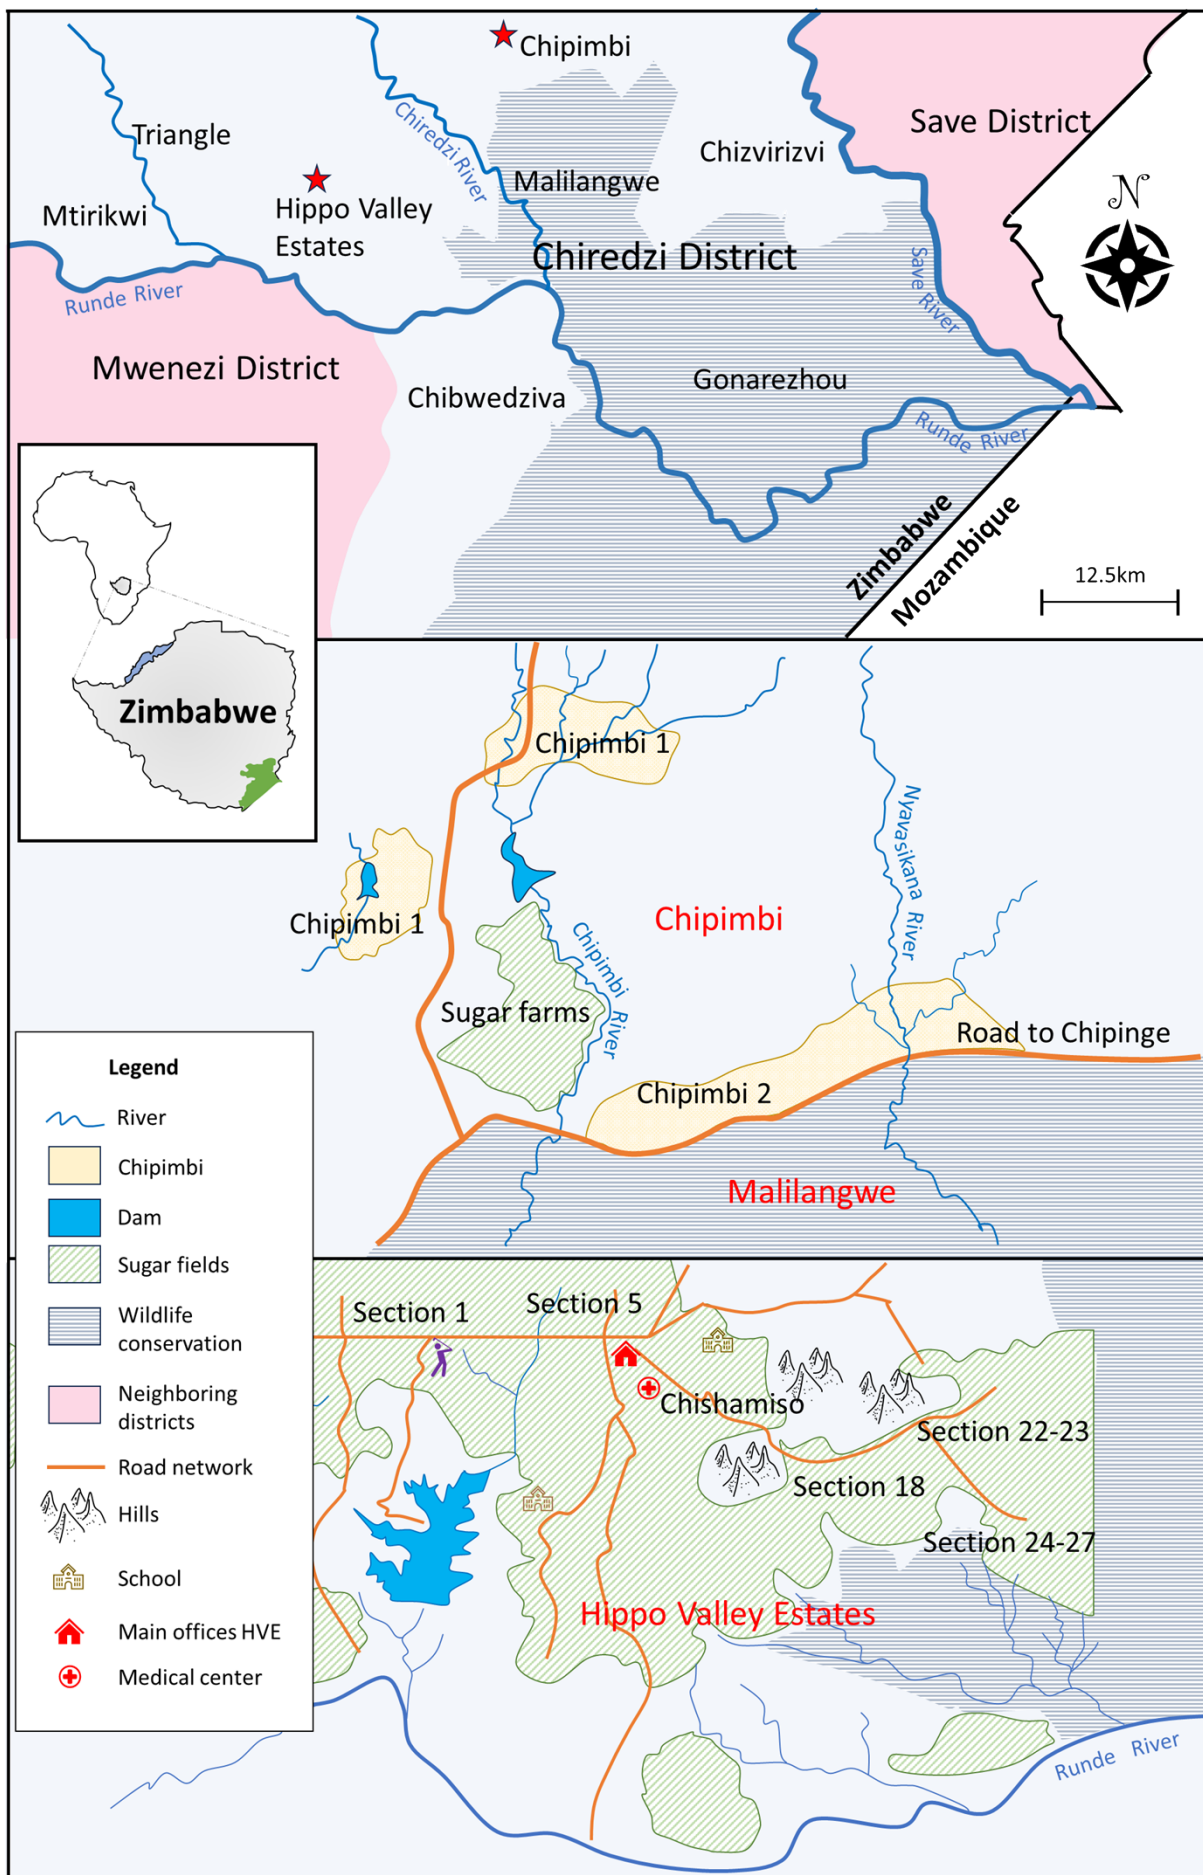 Chipimbi
Save District
Triangle
Chiredzi River
Chizvirizvi
Malilangwe
N
Mtirikwi
Hippo Valley
Estates
Chiredzi District
Save River
Runde River
Mwenezi District
Gonarezhou
Chibwedziva
Runde River
Zimbabwe
Mozambique
12.5km
Zimbabwe
Chipimbi 1
Nyavasikana River
Chipimbi 1
Chipimbi
Chipimbi River
Sugar farms
Road to Chipinge
Chipimbi 2
Malilangwe
Legend
River
Chipimbi
Dam
Sugar fields
Wildlife
conservation
Neighboring
districts
Road network
Hills
School
Main offices HVE
Medical center
Section 1
Section 5
Chishamiso
Section 22-23
Section 18
Section 24-27
Hippo Valley Estates
Runde River